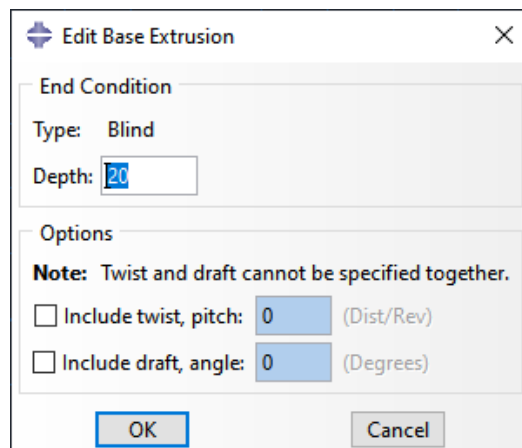 Edit Base Extrusion
End Condition
Type: Blind
Depth: 20
Options
Note: Twist and draft cannot be specified together.
Include twist, pitch: 0 (Dist/Rev)
Include draft, angle: 0 (Degrees)
OK Cancel